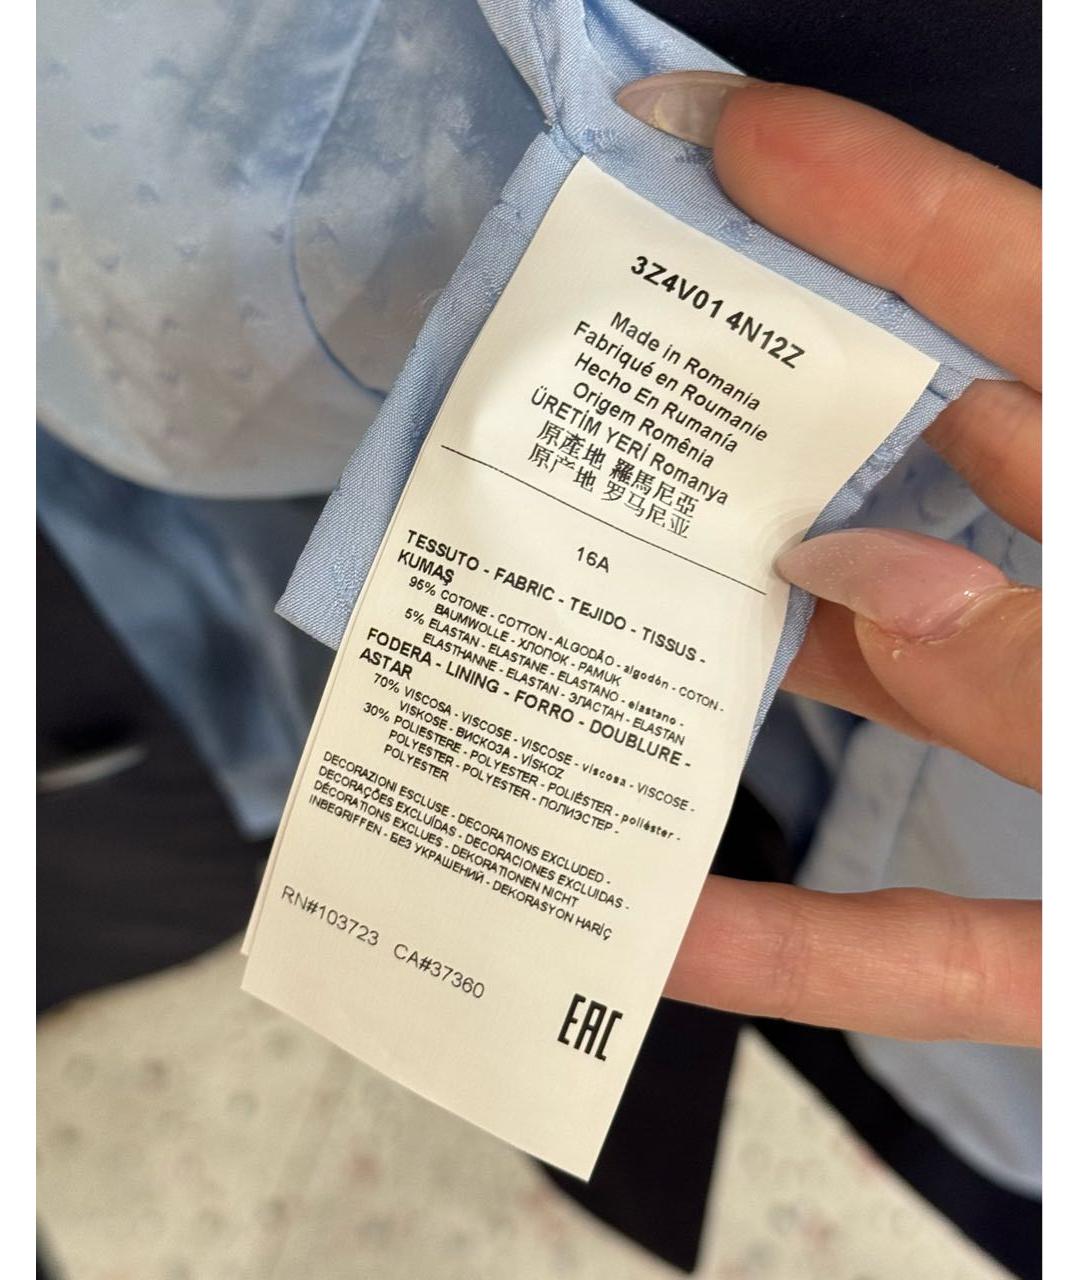 3Z4V01 4N12Z
Made in Romania
Fabriqué en Roumanie
Hecho En Rumanía
Origem Romênia
ÜRETİM YERİ Romanya
原產地 羅馬尼亞
原产地 罗马尼亚
16A
TESSUTO - FABRIC - TEJIDO - TISSUS -
KUMAŞ
95% COTONE - COTTON - ALGODÃO - algodón - COTON -
BAUMWOLLE - ХЛОПОК - PAMUK
5% ELASTAN - ELASTANE - ELASTANO - elastano -
ELASTHANNE - ELASTAN - ЭЛАСТАН - ELASTAN
FODERA - LINING - FORRO - DOUBLURE -
ASTAR
70% VISCOSA - VISCOSE - VISCOSE - viscosa - VISCOSE -
VISKOSE - ВИСКОЗА - VİSKOZ
30% POLIESTERE - POLYESTER - POLIÉSTER - poliéster -
POLYESTER - POLYESTER - ПОЛИЭСТЕР -
POLYESTER
DECORAZIONI ESCLUSE - DECORATIONS EXCLUDED -
DECORAÇÕES EXCLUÍDAS - DECORACIONES EXCLUIDAS -
DÉCORATIONS EXCLUES - DEKORATIONEN NICHT
INBEGRIFFEN - БЕЗ УКРАШЕНИЙ - DEKORASYON HARİÇ
RN#103723 CA#37360
EAC